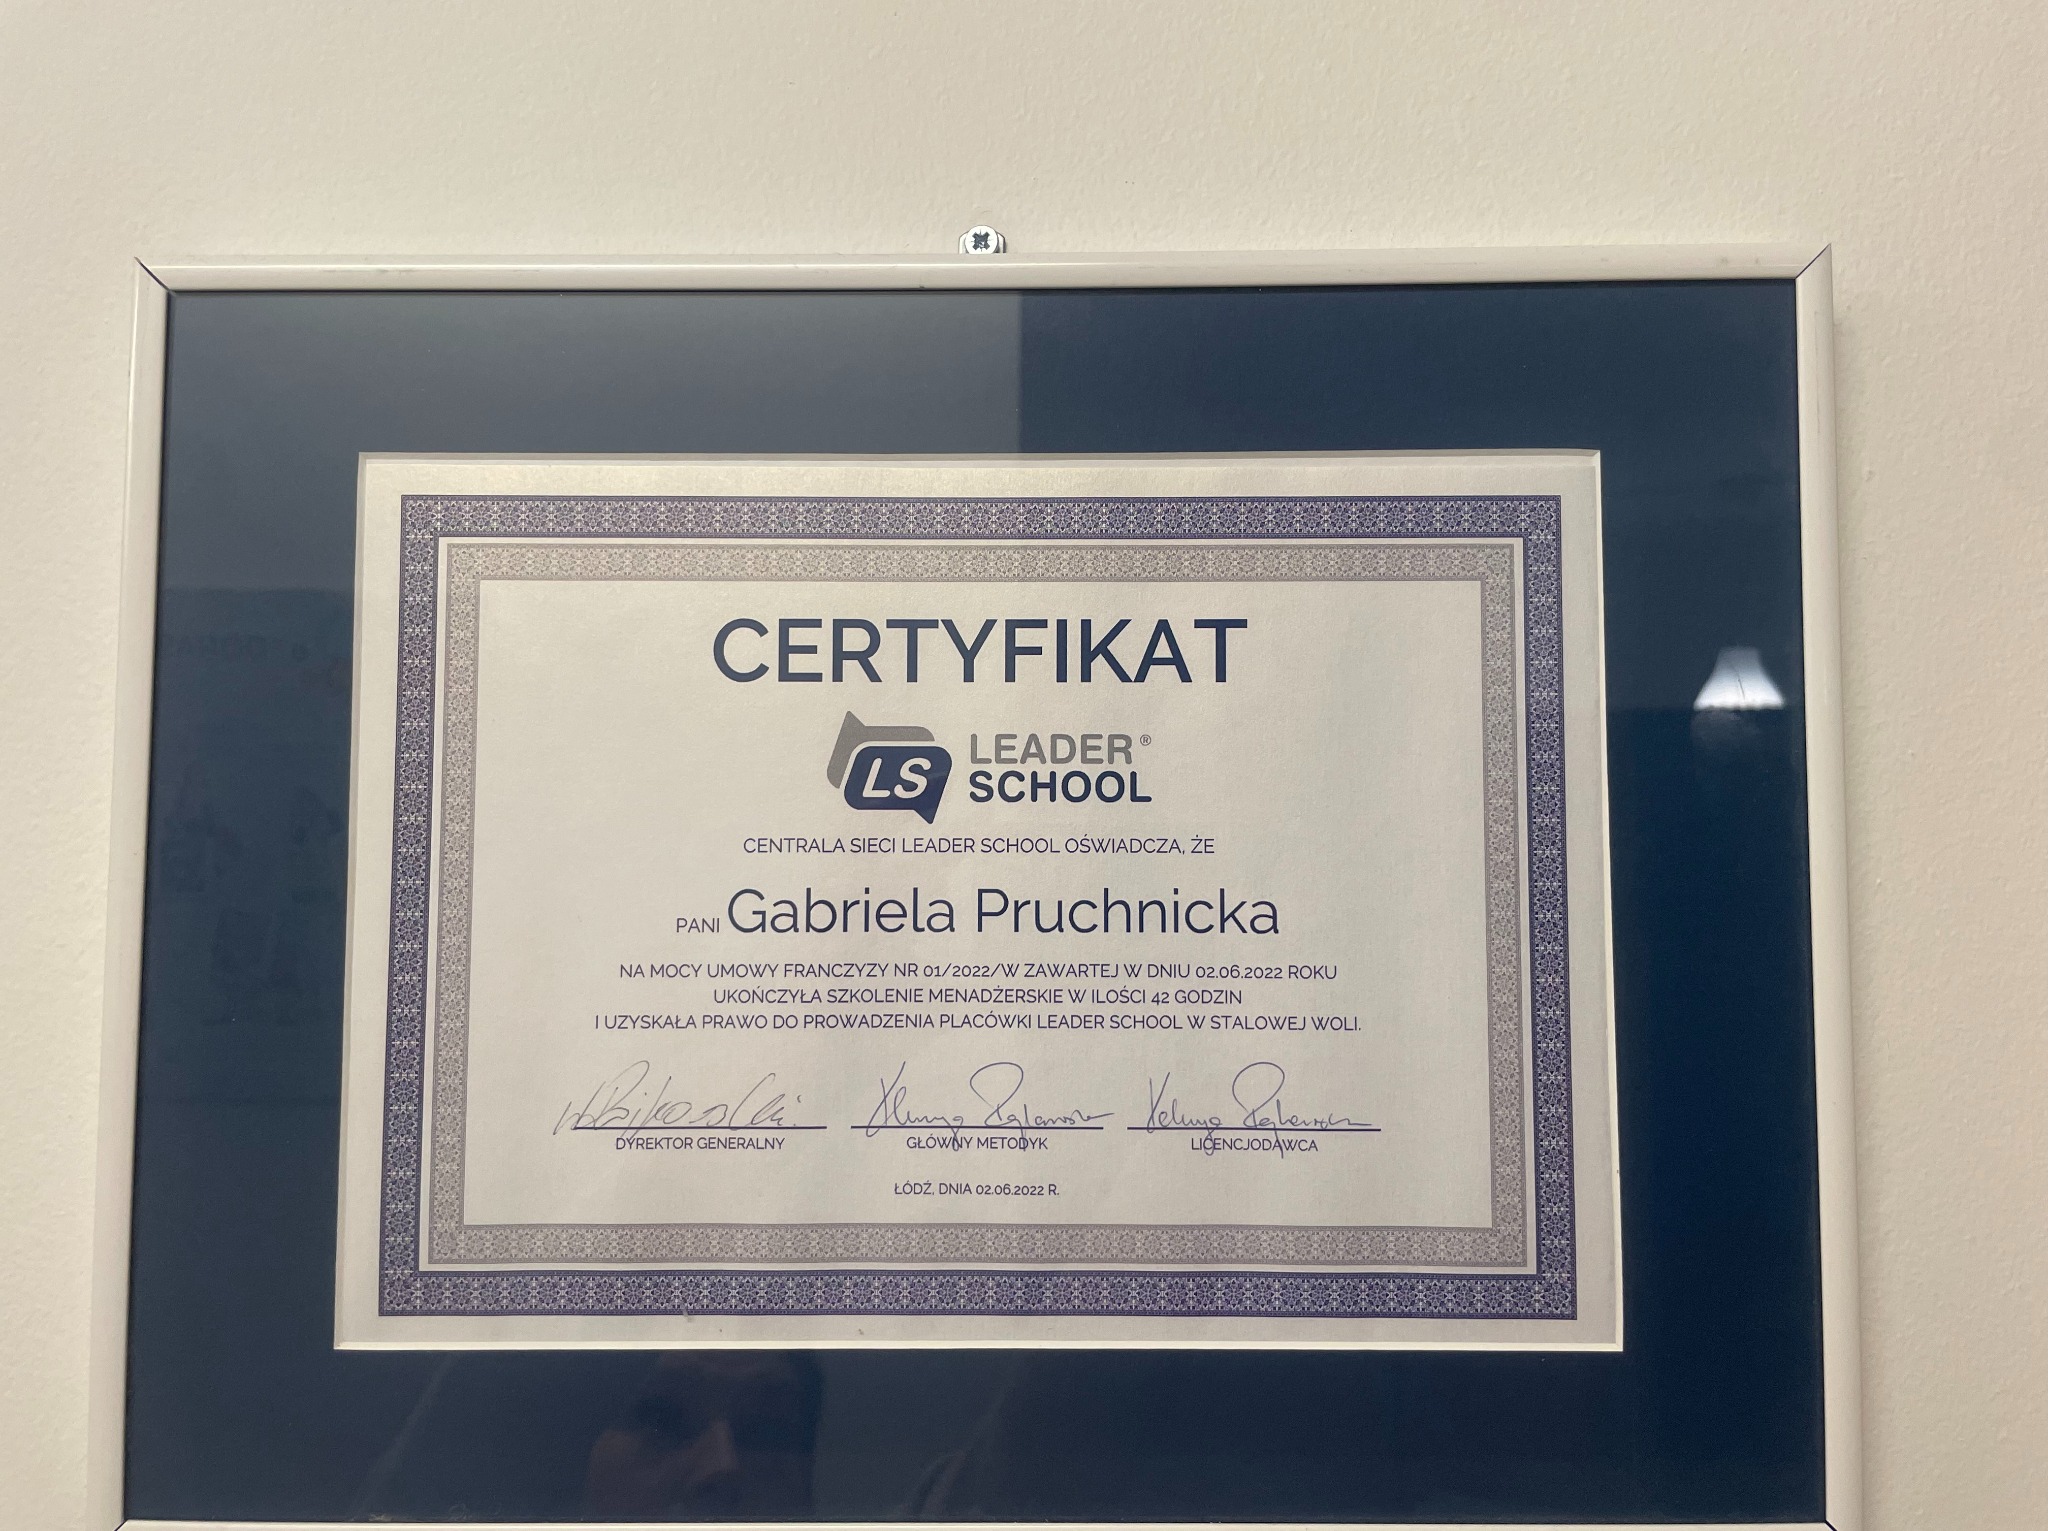 CERTYFIKAT
LS
LEADER®
SCHOOL
CENTRALA SIECI LEADER SCHOOL OŚWIADCZA, ŻE
PANI Gabriela Pruchnicka
NA MOCY UMOWY FRANCZYZY NR 01/2022/W ZAWARTEJ W DNIU 02.06.2022 ROKU
UKOŃCZYŁA SZKOLENIE MENADŻERSKIE W ILOŚCI 42 GODZIN
I UZYSKAŁA PRAWO DO PROWADZENIA PLACÓWKI LEADER SCHOOL W STALOWEJ WOLI.
DYREKTOR GENERALNY GŁÓWNY METODYK LICENCJODAWCA
ŁÓDŹ, DNIA 02.06.2022 R.